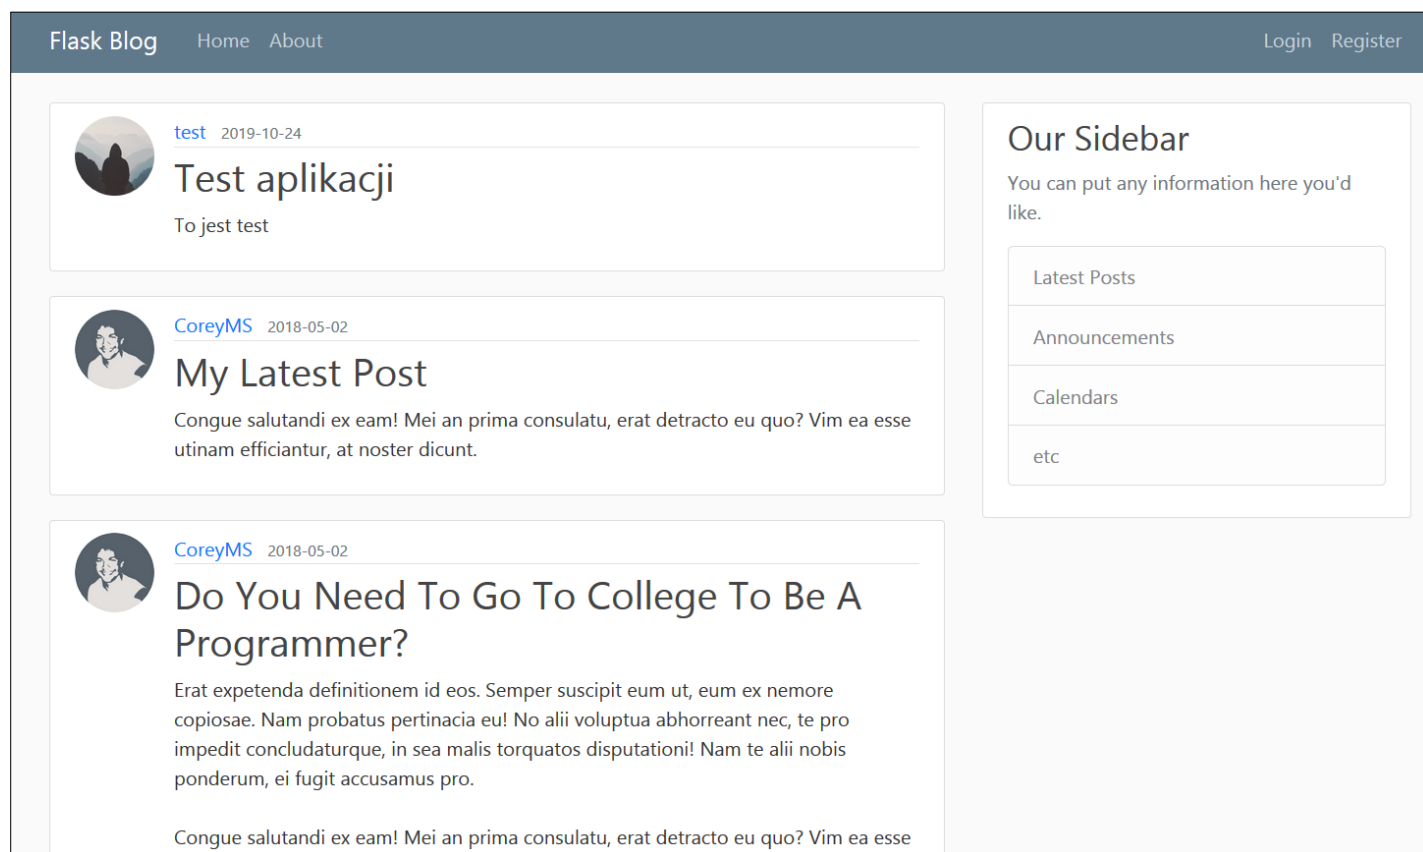 Flask Blog Home About Login Register
test 2019-10-24
Test aplikacji
To jest test
CoreyMS 2018-05-02
My Latest Post
Congue salutandi ex eam! Mei an prima consulatu, erat detracto eu quo? Vim ea esse
utinam efficiantur, at noster dicunt.
CoreyMS 2018-05-02
Do You Need To Go To College To Be A
Programmer?
Erat expetenda definitionem id eos. Semper suscipit eum ut, eum ex nemore
copiosae. Nam probatus pertinacia eu! No alii voluptua abhorreant nec, te pro
impedit concludaturque, in sea malis torquatos disputationi! Nam te alii nobis
ponderum, ei fugit accusamus pro.
Congue salutandi ex eam! Mei an prima consulatu, erat detracto eu quo? Vim ea esse
Our Sidebar
You can put any information here you'd
like.
Latest Posts
Announcements
Calendars
etc